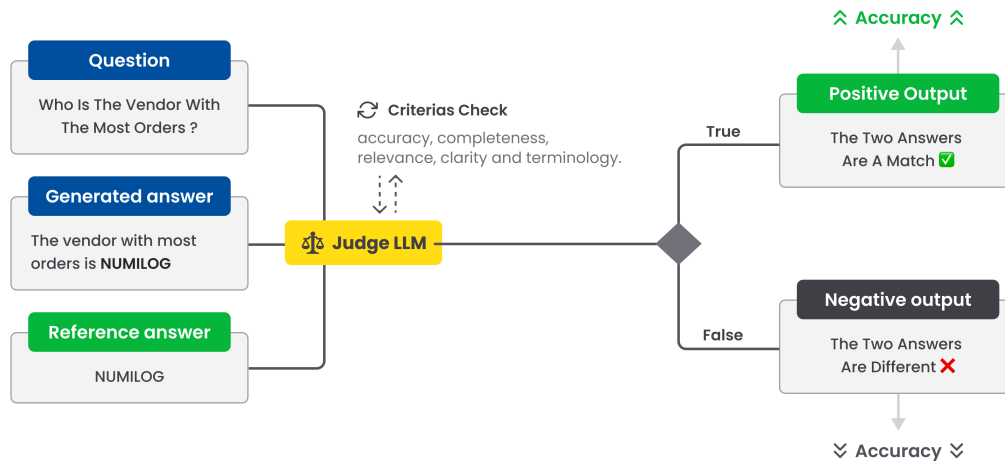 Question
Who Is The Vendor With
The Most Orders ?
Generated answer
The vendor with most
orders is NUMILOG
Reference answer
NUMILOG
Criterias Check
accuracy, completeness,
relevance, clarity and terminology.
Judge LLM
True
False
Accuracy
Positive Output
The Two Answers
Are A Match ✅
Negative output
The Two Answers
Are Different ❌
Accuracy